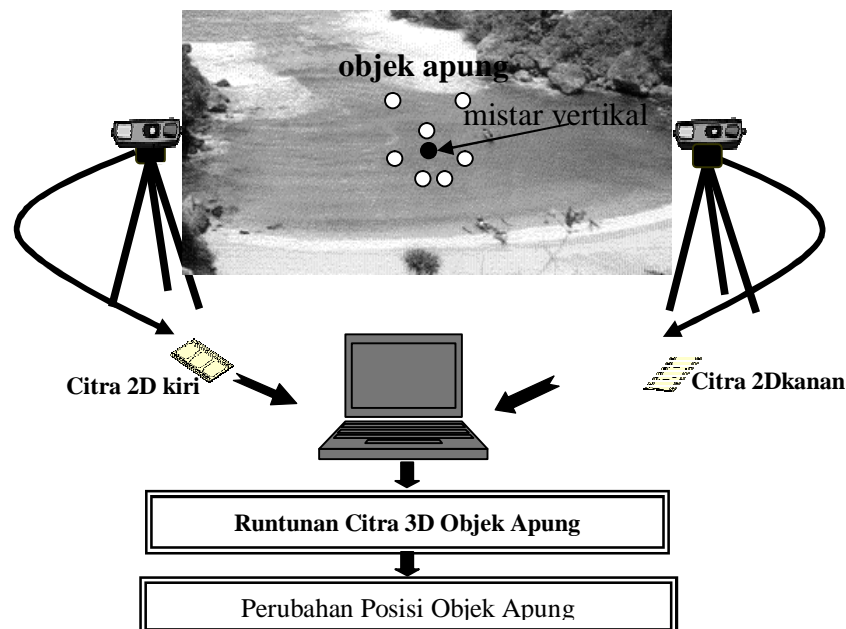 objek apung
mistar vertikal
Citra 2D kiri
Citra 2Dkanan
Runtunan Citra 3D Objek Apung
Perubahan Posisi Objek Apung